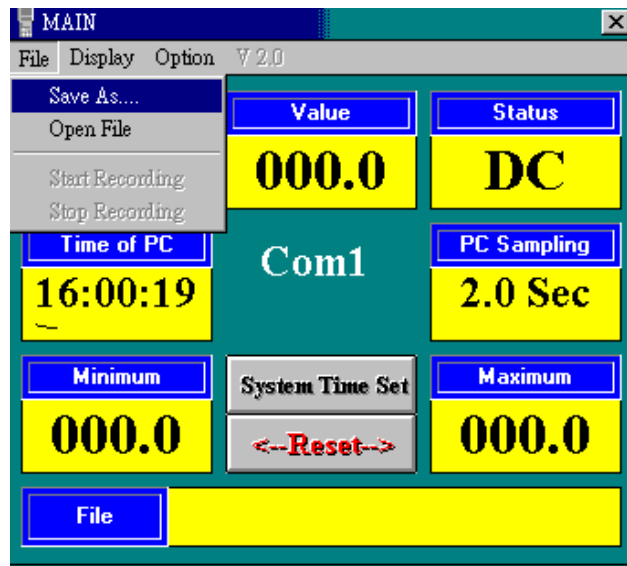 MAIN
File Display Option V 2.0
Save As....
Open File
Start Recording
Stop Recording
Value
000.0
Status
DC
Time of PC
16:00:19
Com1
PC Sampling
2.0 Sec
Minimum
000.0
System Time Set
<--Reset-->
Maximum
000.0
File